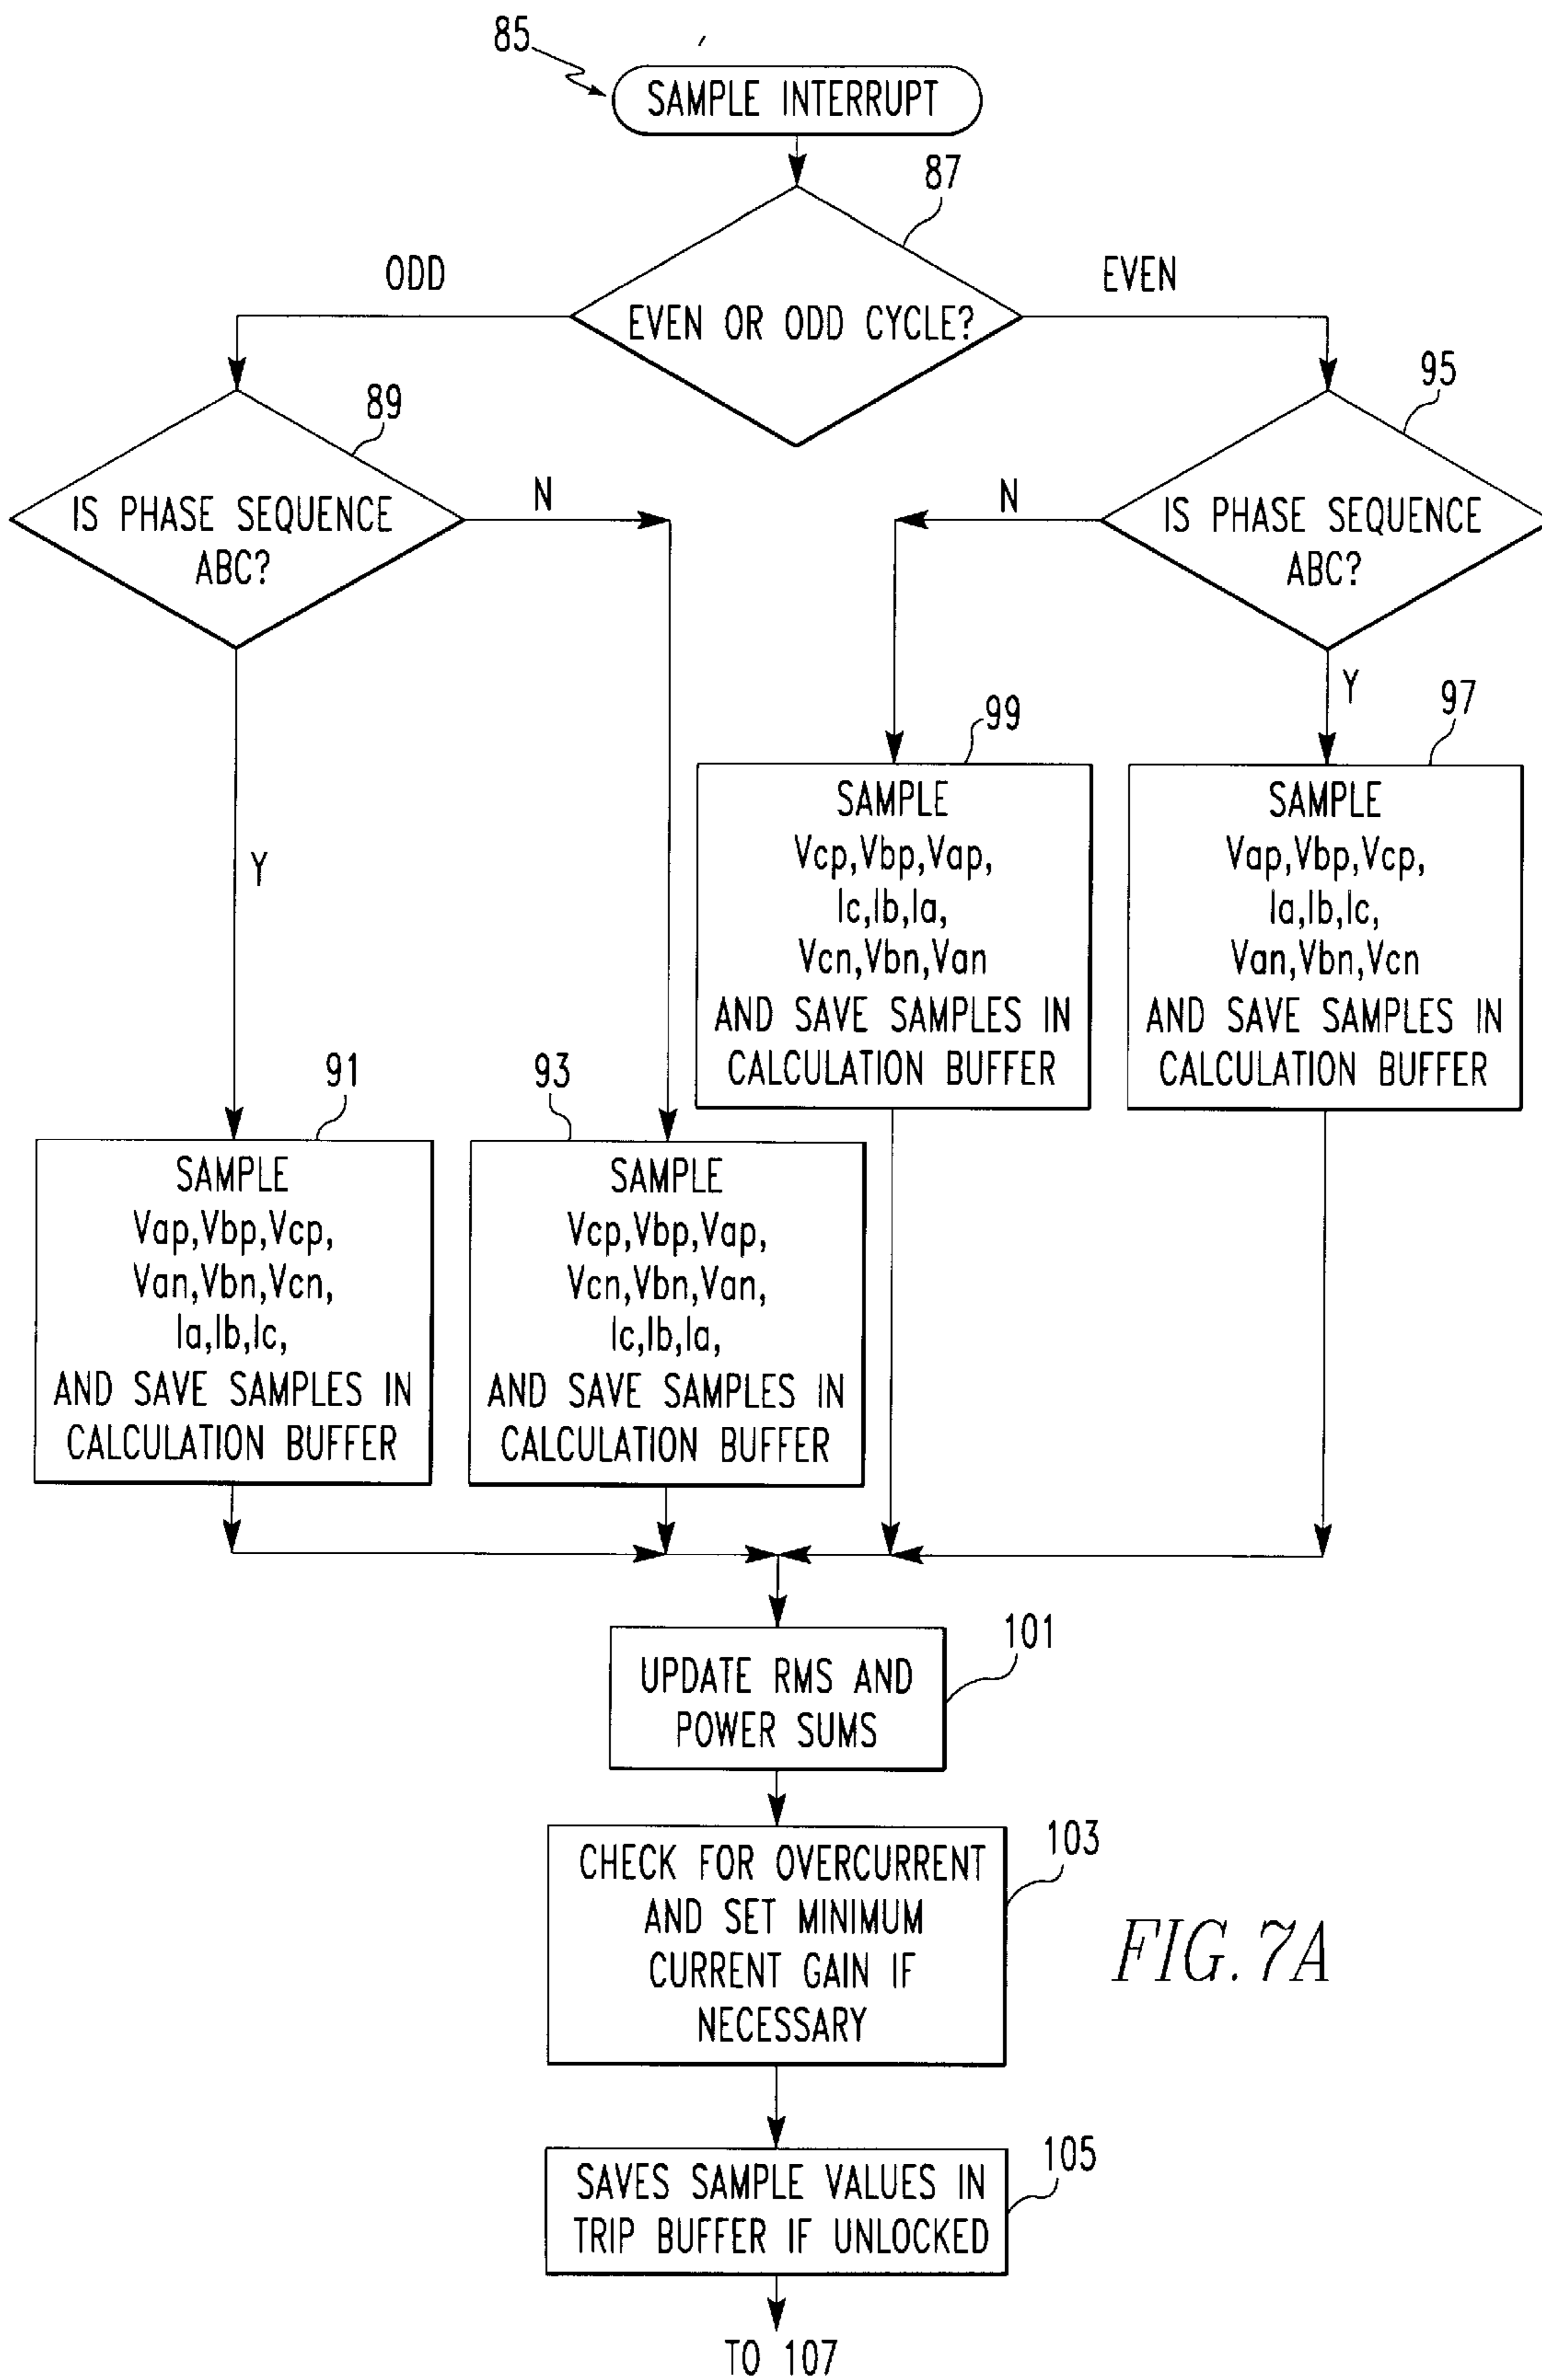 85
SAMPLE INTERRUPT
87
ODD
EVEN
EVEN OR ODD CYCLE?
89
95
IS PHASE SEQUENCE
ABC?
N
N
IS PHASE SEQUENCE
ABC?
Y
Y
99
97
SAMPLE
Vcp,Vbp,Vap,
Ic,Ib,Ia,
Vcn,Vbn,Van
AND SAVE SAMPLES IN
CALCULATION BUFFER
SAMPLE
Vap,Vbp,Vcp,
Ia,Ib,Ic,
Van,Vbn,Vcn
AND SAVE SAMPLES IN
CALCULATION BUFFER
91
93
SAMPLE
Vap,Vbp,Vcp,
Van,Vbn,Vcn,
Ia,Ib,Ic,
AND SAVE SAMPLES IN
CALCULATION BUFFER
SAMPLE
Vcp,Vbp,Vap,
Vcn,Vbn,Van,
Ic,Ib,Ia,
AND SAVE SAMPLES IN
CALCULATION BUFFER
101
UPDATE RMS AND
POWER SUMS
103
CHECK FOR OVERCURRENT
AND SET MINIMUM
CURRENT GAIN IF
NECESSARY
FIG. 7A
105
SAVES SAMPLE VALUES IN
TRIP BUFFER IF UNLOCKED
TO 107